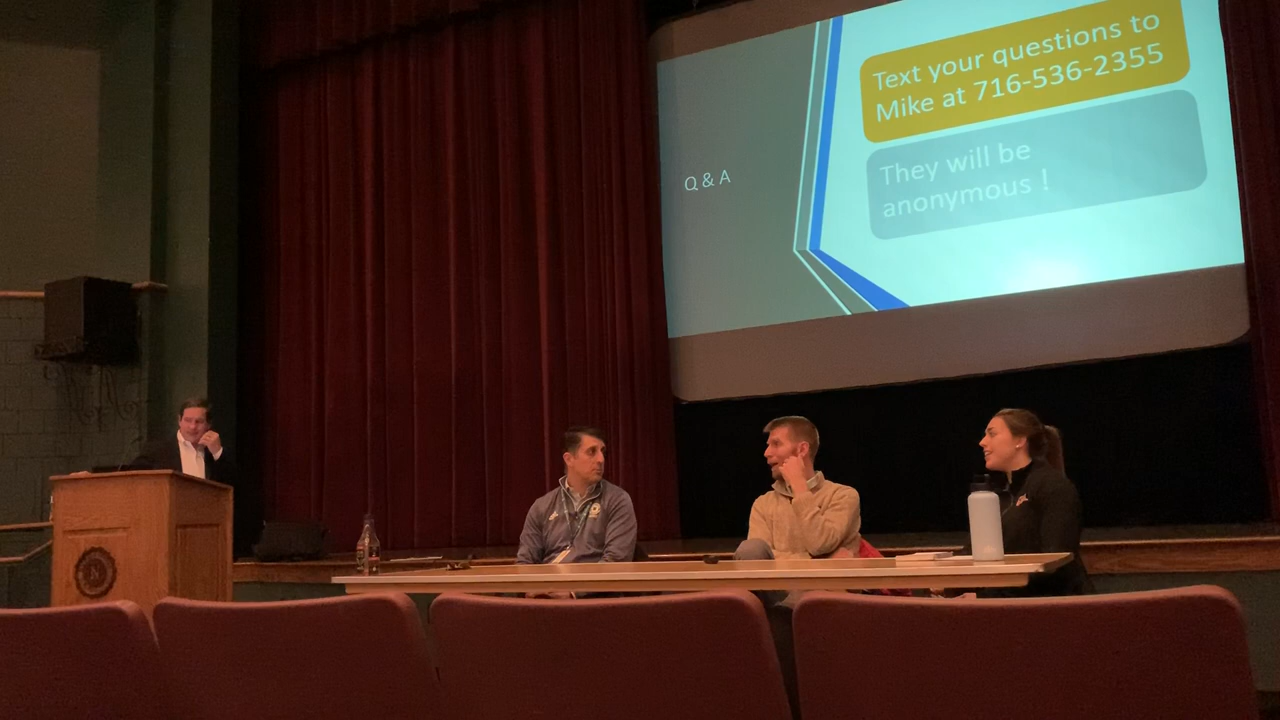 Q & A
Text your questions to
Mike at 716-536-2355
They will be
anonymous !
N